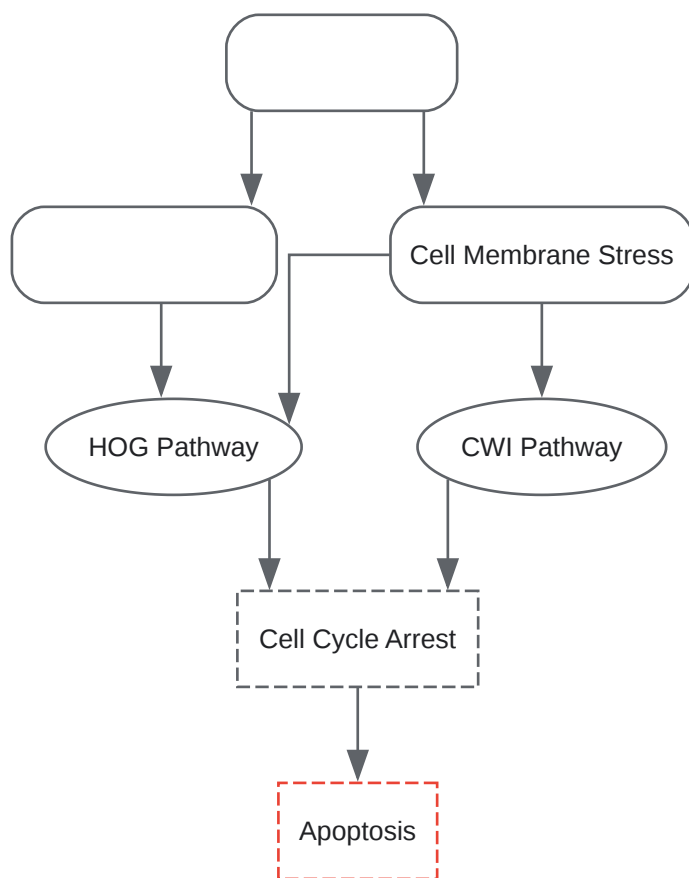 Cell Membrane Stress
HOG Pathway
CWI Pathway
Cell Cycle Arrest
Apoptosis